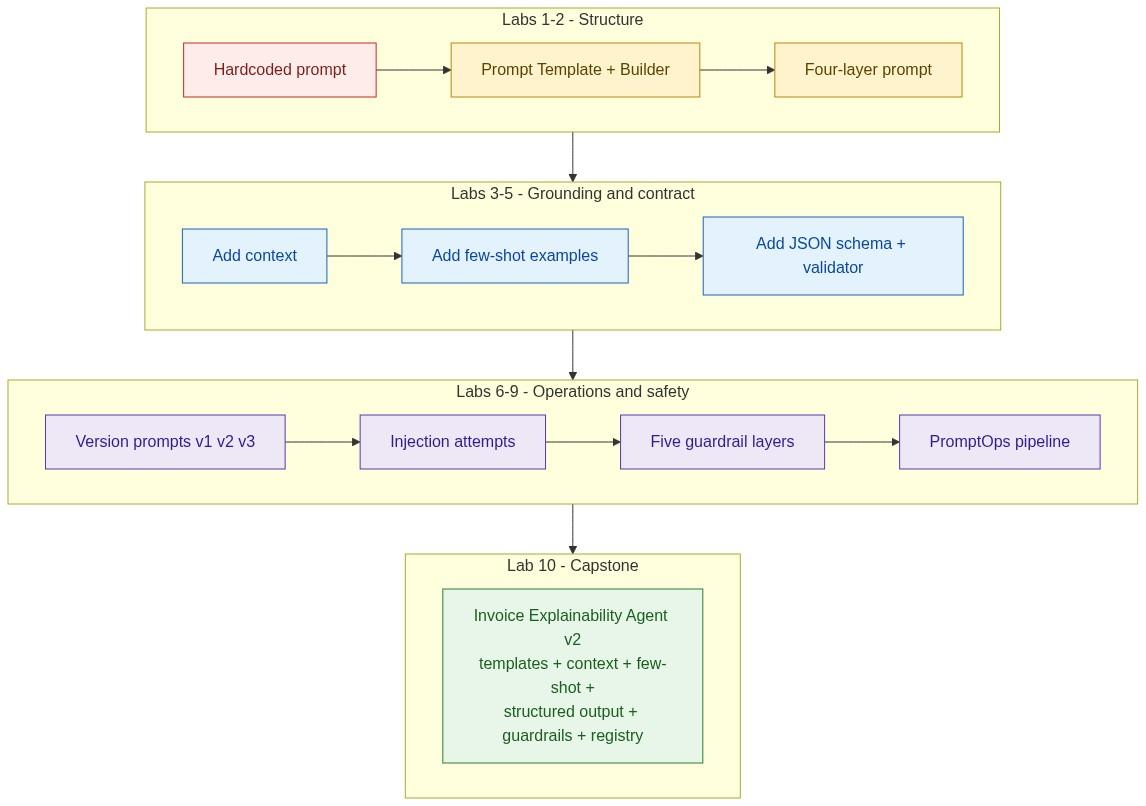 Labs 1-2 - Structure
Hardcoded prompt
Prompt Template + Builder
Four-layer prompt
Labs 3-5 - Grounding and contract
Add context
Add few-shot examples
Add JSON schema +
validator
Labs 6-9 - Operations and safety
Version prompts v1 v2 v3
Injection attempts
Five guardrail layers
PromptOps pipeline
Lab 10 - Capstone
Invoice Explainability Agent
v2
templates + context + few-
shot +
structured output +
guardrails + registry